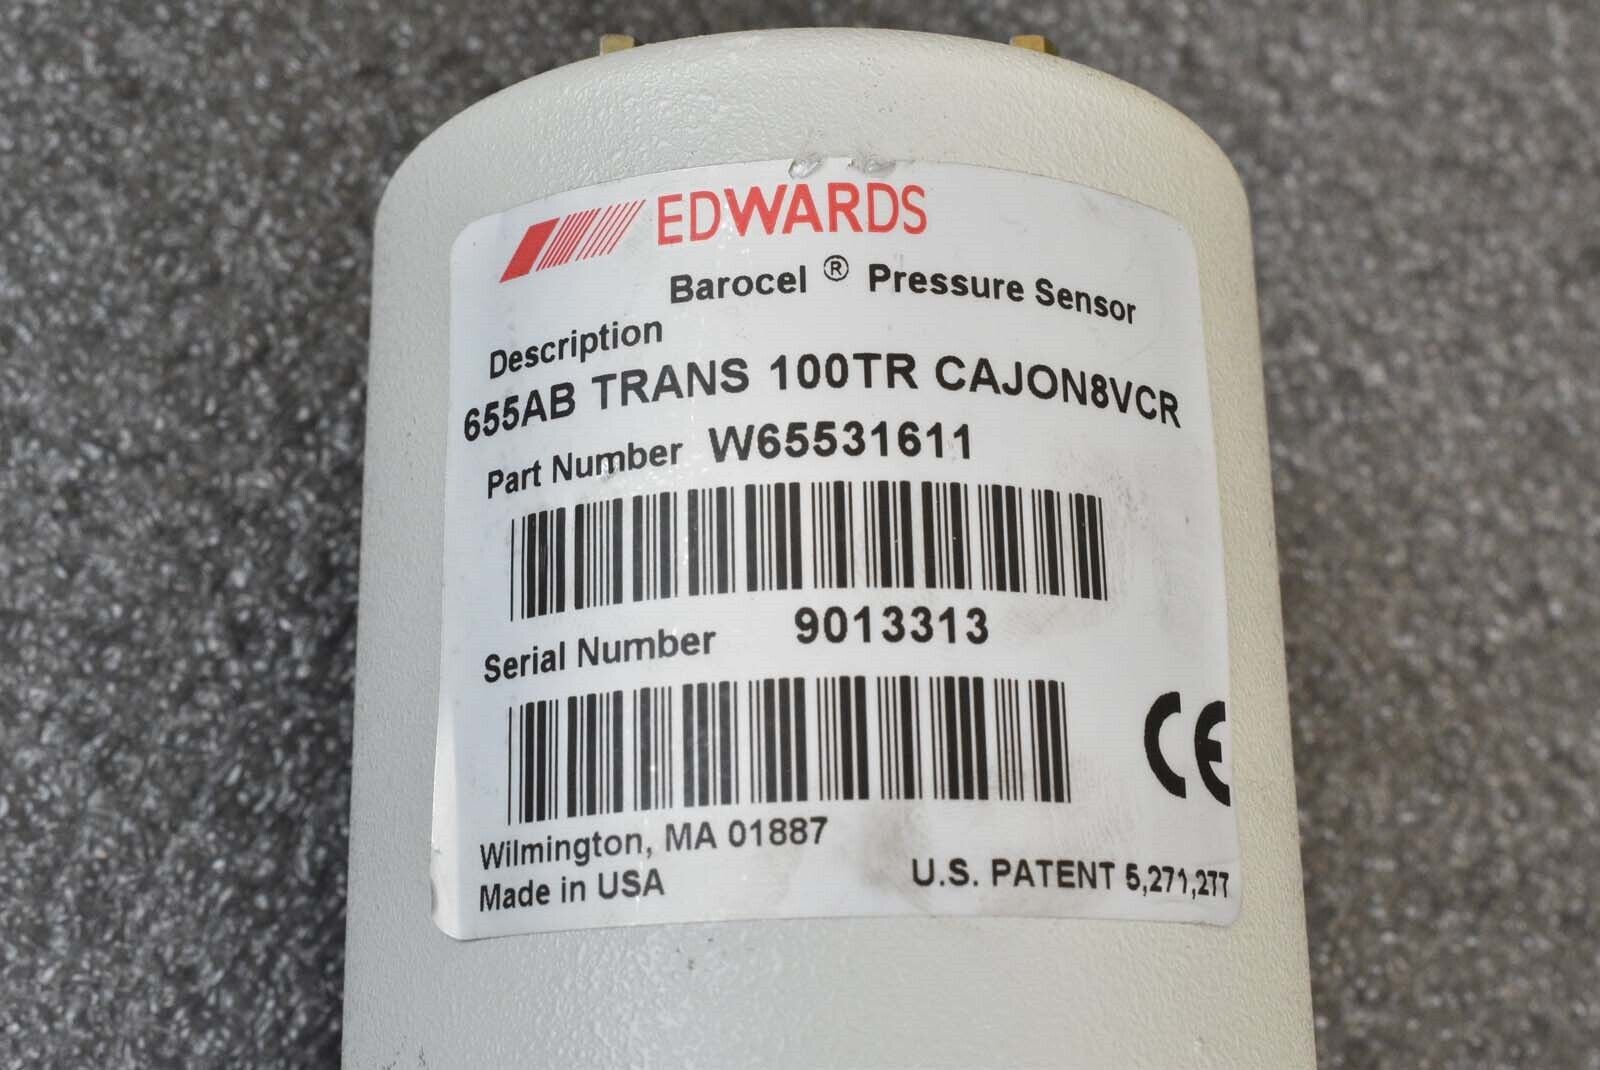 EDWARDS
Barocel ® Pressure Sensor
Description
655AB TRANS 100TR CAJON8VCR
Part Number W65531611
Serial Number 9013313
CE
Wilmington, MA 01887
Made in USA
U.S. PATENT 5,271,277